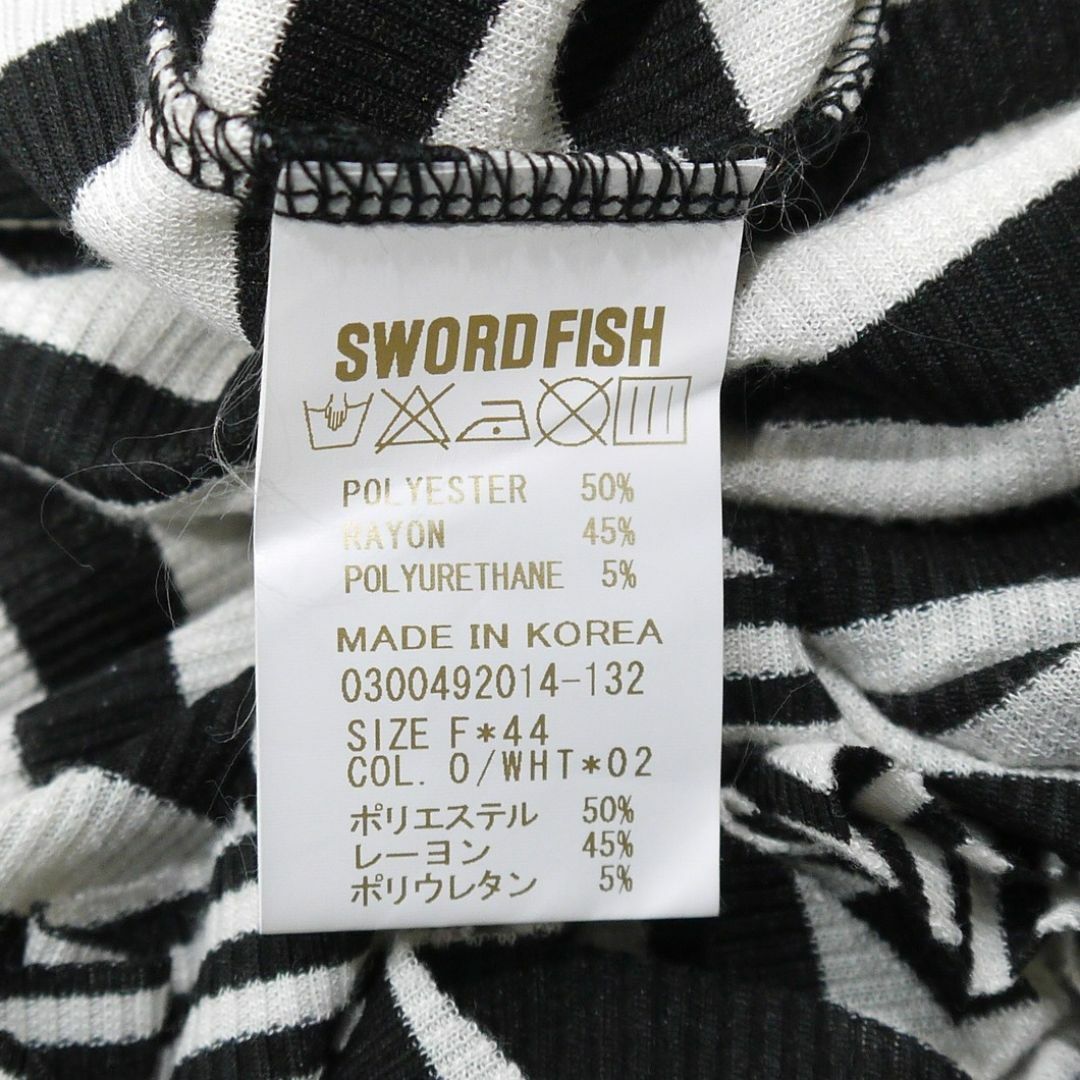 SWORDFISH
POLYESTER 50%
RAYON 45%
POLYURETHANE 5%
MADE IN KOREA
0300492014-132
SIZE F*44
COL. O/WHT*02
ポリエステル 50%
レーヨン 45%
ポリウレタン 5%